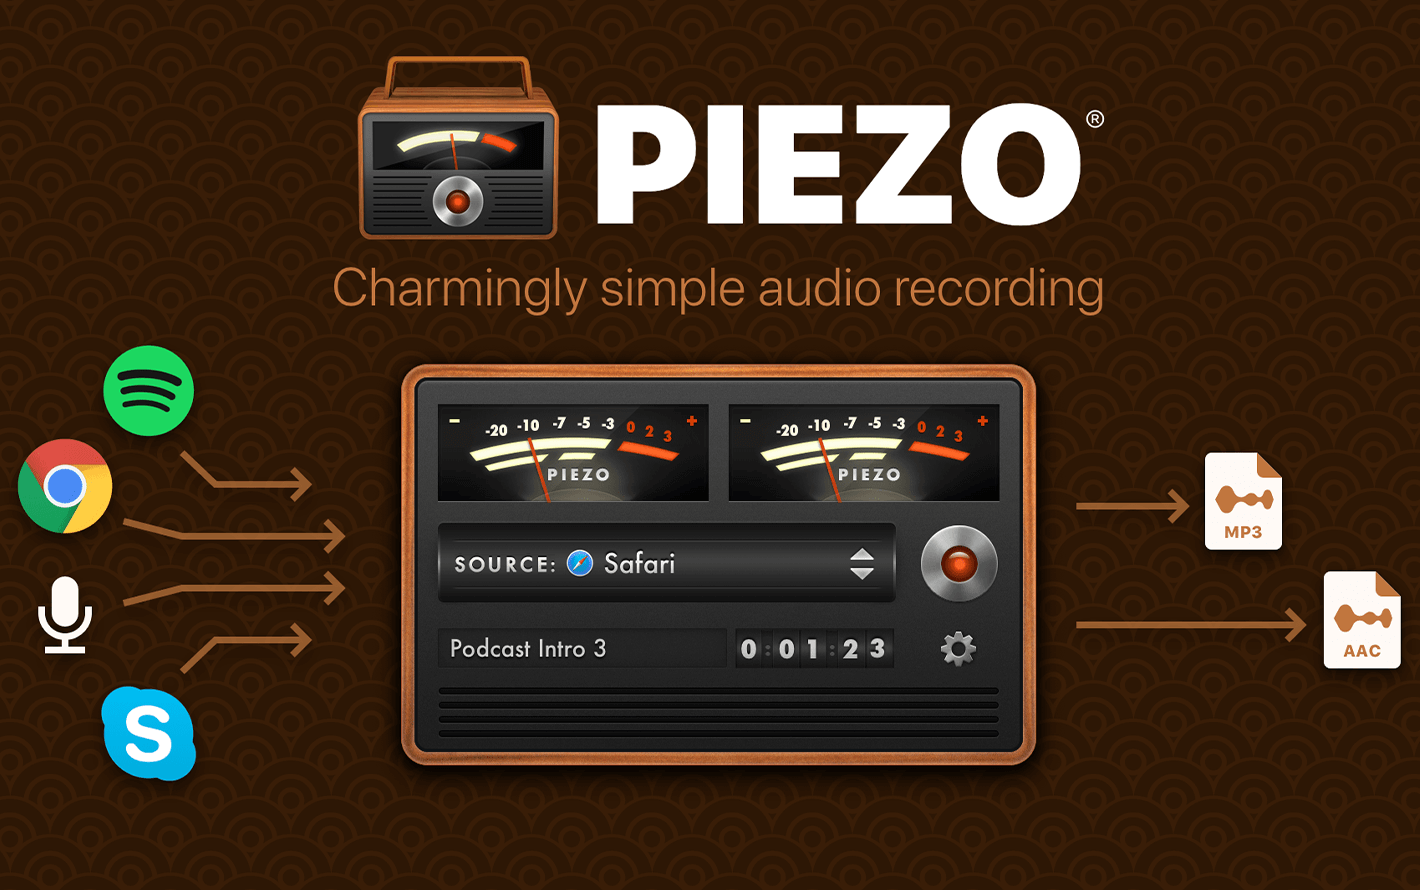 PIEZO®
Charmingly simple audio recording
- -20 -10 -7 -5 -3 0 2 3 +
PIEZO
- -20 -10 -7 -5 -3 0 2 3 +
PIEZO
SOURCE: Safari
Podcast Intro 3
0:01:23
S
MP3
AAC